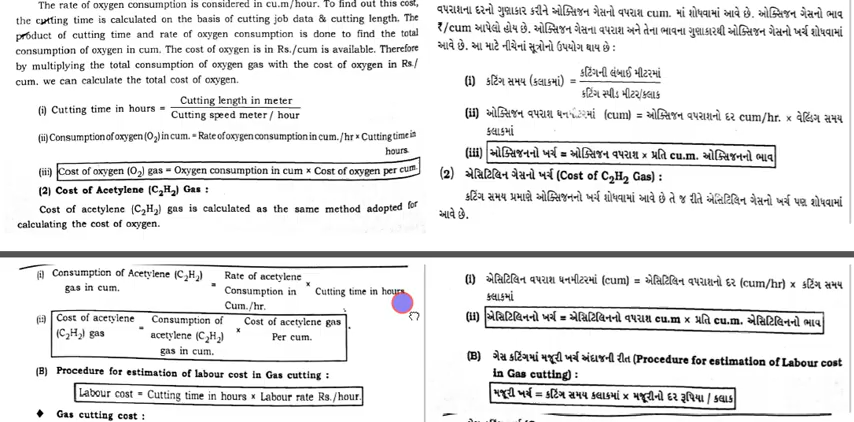 The rate of oxygen consumption is considered in cu.m/hour. To find out this cost,
the cutting time is calculated on the basis of cutting job data & cutting length. The
product of cutting time and rate of oxygen consumption is done to find the total
consumption of oxygen in cum. The cost of oxygen is in Rs./cum is available. Therefore
by multiplying the total consumption of oxygen gas with the cost of oxygen in Rs./
cum. we can calculate the total cost of oxygen.
(i) Cutting time in hours = Cutting length in meter
Cutting speed meter / hour
(ii) Consumption of oxygen (O₂) in cum. = Rate of oxygen consumption in cum. /hr × Cutting time in
hours.
(iii) Cost of oxygen (O₂) gas = Oxygen consumption in cum × Cost of oxygen per cum.
(2) Cost of Acetylene (C₂H₂) Gas :
Cost of acetylene (C₂H₂) gas is calculated as the same method adopted for
calculating the cost of oxygen.
(i) Consumption of Acetylene (C₂H₂) gas in cum. = Rate of acetylene Consumption in Cum./hr. × Cutting time in hours
(ii) Cost of acetylene (C₂H₂) gas = Consumption of acetylene (C₂H₂) gas in cum. × Cost of acetylene gas Per cum.
(B) Procedure for estimation of labour cost in Gas cutting :
Labour cost = Cutting time in hours × Labour rate Rs./hour.
◆ Gas cutting cost :
વપરાશના દરનો ગુણાકાર કરીને ઓક્સિજન ગેસનો વપરાશ cum. માં શોધવામાં આવે છે. ઓક્સિજન ગેસનો ભાવ
₹/cum આપેલો હોય છે. ઓક્સિજન ગેસના વપરાશ અને તેના ભાવના ગુણાકારથી ઓક્સિજન ગેસનો ખર્ચ શોધવામાં
આવે છે. આ માટે નીચેનાં સૂત્રોનો ઉપયોગ થાય છે :
(i) કટિંગ સમય (કલાકમાં) = કટિંગની લંબાઈ મીટરમાં
કટિંગ સ્પીડ મીટર/કલાક
(ii) ઓક્સિજન વપરાશ ઘનમીટરમાં (cum) = ઓક્સિજન વપરાશનો દર cum/hr. × વેલ્ડિંગ સમય
કલાકમાં
(iii) ઓક્સિજનનો ખર્ચ = ઓક્સિજન વપરાશ × પ્રતિ cu.m. ઓક્સિજનનો ભાવ
(2) એસિટિલિન ગેસનો ખર્ચ (Cost of C₂H₂ Gas) :
કટિંગ સમય પ્રમાણે ઓક્સિજનનો ખર્ચ શોધવામાં આવે છે તે જ રીતે એસિટિલિન ગેસનો ખર્ચ પણ શોધવામાં
આવે છે.
(i) એસિટિલિન વપરાશ ઘનમીટરમાં (cum) = એસિટિલિન વપરાશનો દર (cum/hr) × કટિંગ સમય
કલાકમાં
(ii) એસિટિલિનનો ખર્ચ = એસિટિલિનનો વપરાશ cu.m × પ્રતિ cu.m. એસિટિલિનનો ભાવ
(B) ગેસ કટિંગમાં મજૂરી ખર્ચ અંદાજની રીત (Procedure for estimation of Labour cost
in Gas cutting) :
મજૂરી ખર્ચ = કટિંગ સમય કલાકમાં × મજૂરીનો દર રૂપિયા / કલાક